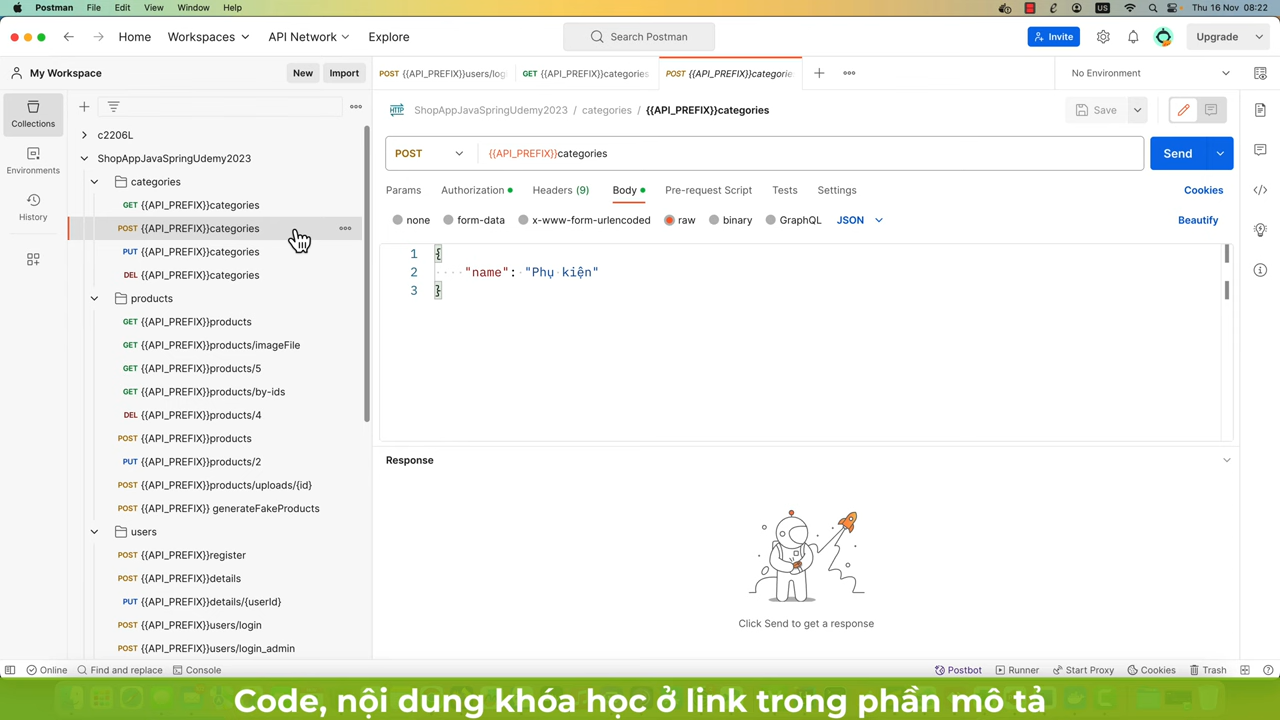 Postman File Edit View Window Help US Thu 16 Nov 08:22
Home Workspaces API Network Explore Search Postman Invite Upgrade
My Workspace New Import POST {{API_PREFIX}}users/log GET {{API_PREFIX}}categories POST {{API_PREFIX}}categorie No Environment
Collections
Environments
History
c2206L
ShopAppJavaSpringUdemy2023
categories
GET {{API_PREFIX}}categories
POST {{API_PREFIX}}categories
PUT {{API_PREFIX}}categories
DEL {{API_PREFIX}}categories
products
GET {{API_PREFIX}}products
GET {{API_PREFIX}}products/imageFile
GET {{API_PREFIX}}products/5
GET {{API_PREFIX}}products/by-ids
DEL {{API_PREFIX}}products/4
POST {{API_PREFIX}}products
PUT {{API_PREFIX}}products/2
POST {{API_PREFIX}}products/uploads/{id}
POST {{API_PREFIX}} generateFakeProducts
users
POST {{API_PREFIX}}register
POST {{API_PREFIX}}details
PUT {{API_PREFIX}}details/{userId}
POST {{API_PREFIX}}users/login
POST {{API_PREFIX}}users/login_admin
HTTP ShopAppJavaSpringUdemy2023 / categories / {{API_PREFIX}}categories Save
POST {{API_PREFIX}}categories Send
Params Authorization Headers (9) Body Pre-request Script Tests Settings Cookies
none form-data x-www-form-urlencoded raw binary GraphQL JSON Beautify
1 {
2 "name": "Phụ kiện"
3 }
Response
Click Send to get a response
Online Find and replace Console Postbot Runner Start Proxy Cookies Trash
Code, nội dung khóa học ở link trong phần mô tả